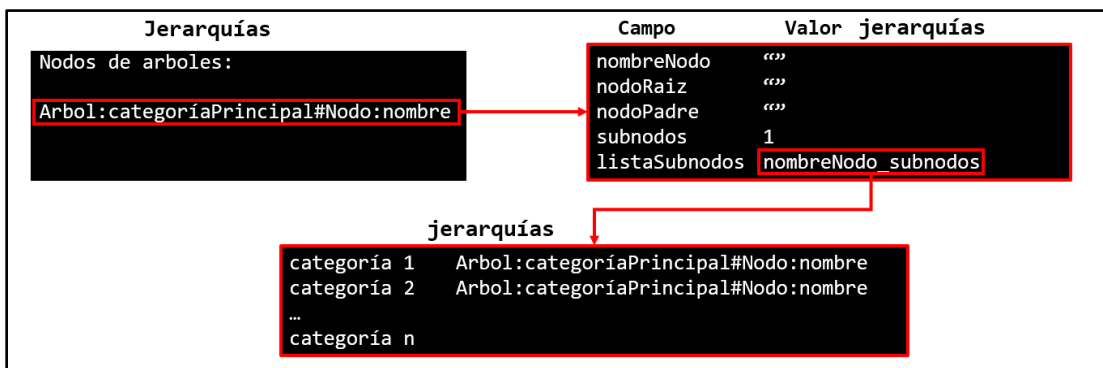 Jerarquías
Nodos de arboles:
Arbol:categoríaPrincipal#Nodo:nombre
Campo Valor jerarquías
nombreNodo “”
nodoRaiz “”
nodoPadre “”
subnodos 1
listaSubnodos nombreNodo_subnodos
jerarquías
categoría 1 Arbol:categoríaPrincipal#Nodo:nombre
categoría 2 Arbol:categoríaPrincipal#Nodo:nombre
…
categoría n